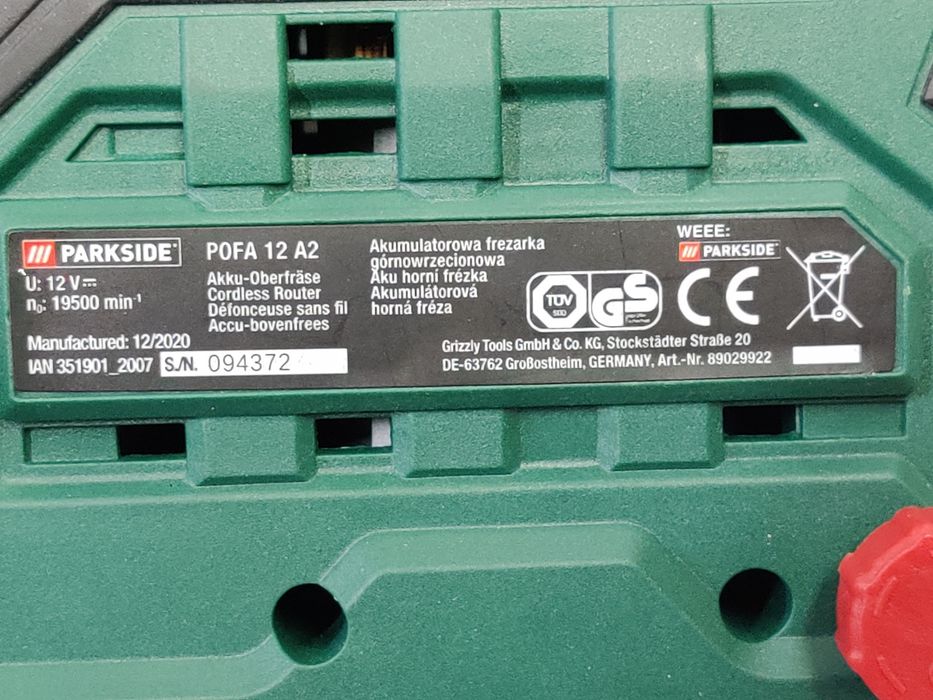 PARKSIDE
U: 12 V
n₀: 19500 min⁻¹
Manufactured: 12/2020
IAN 351901_2007 S./N. 094372
POFA 12 A2
Akku-Oberfräse
Cordless Router
Défonceuse sans fil
Accu-bovenfrees
Akumulatorowa frezarka
górnowrzecionowa
Aku horní frézka
Akumulátorová
horná fréza
TÜV
SÜD
GS
CE
WEEE:
PARKSIDE
Grizzly Tools GmbH & Co. KG, Stockstädter Straße 20
DE-63762 Großostheim, GERMANY, Art.-Nr. 89029922